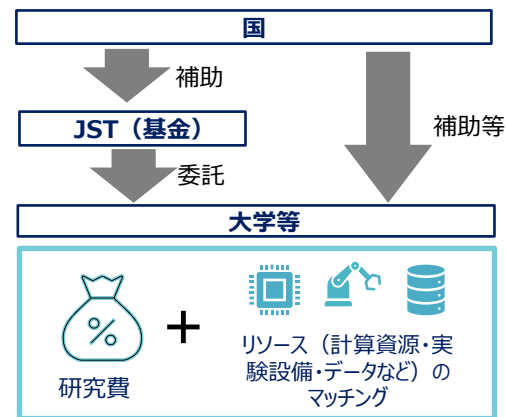 国
補助
JST（基金）
補助等
委託
大学等
%
+
研究費
リソース（計算資源・実
験設備・データなど）の
マッチング